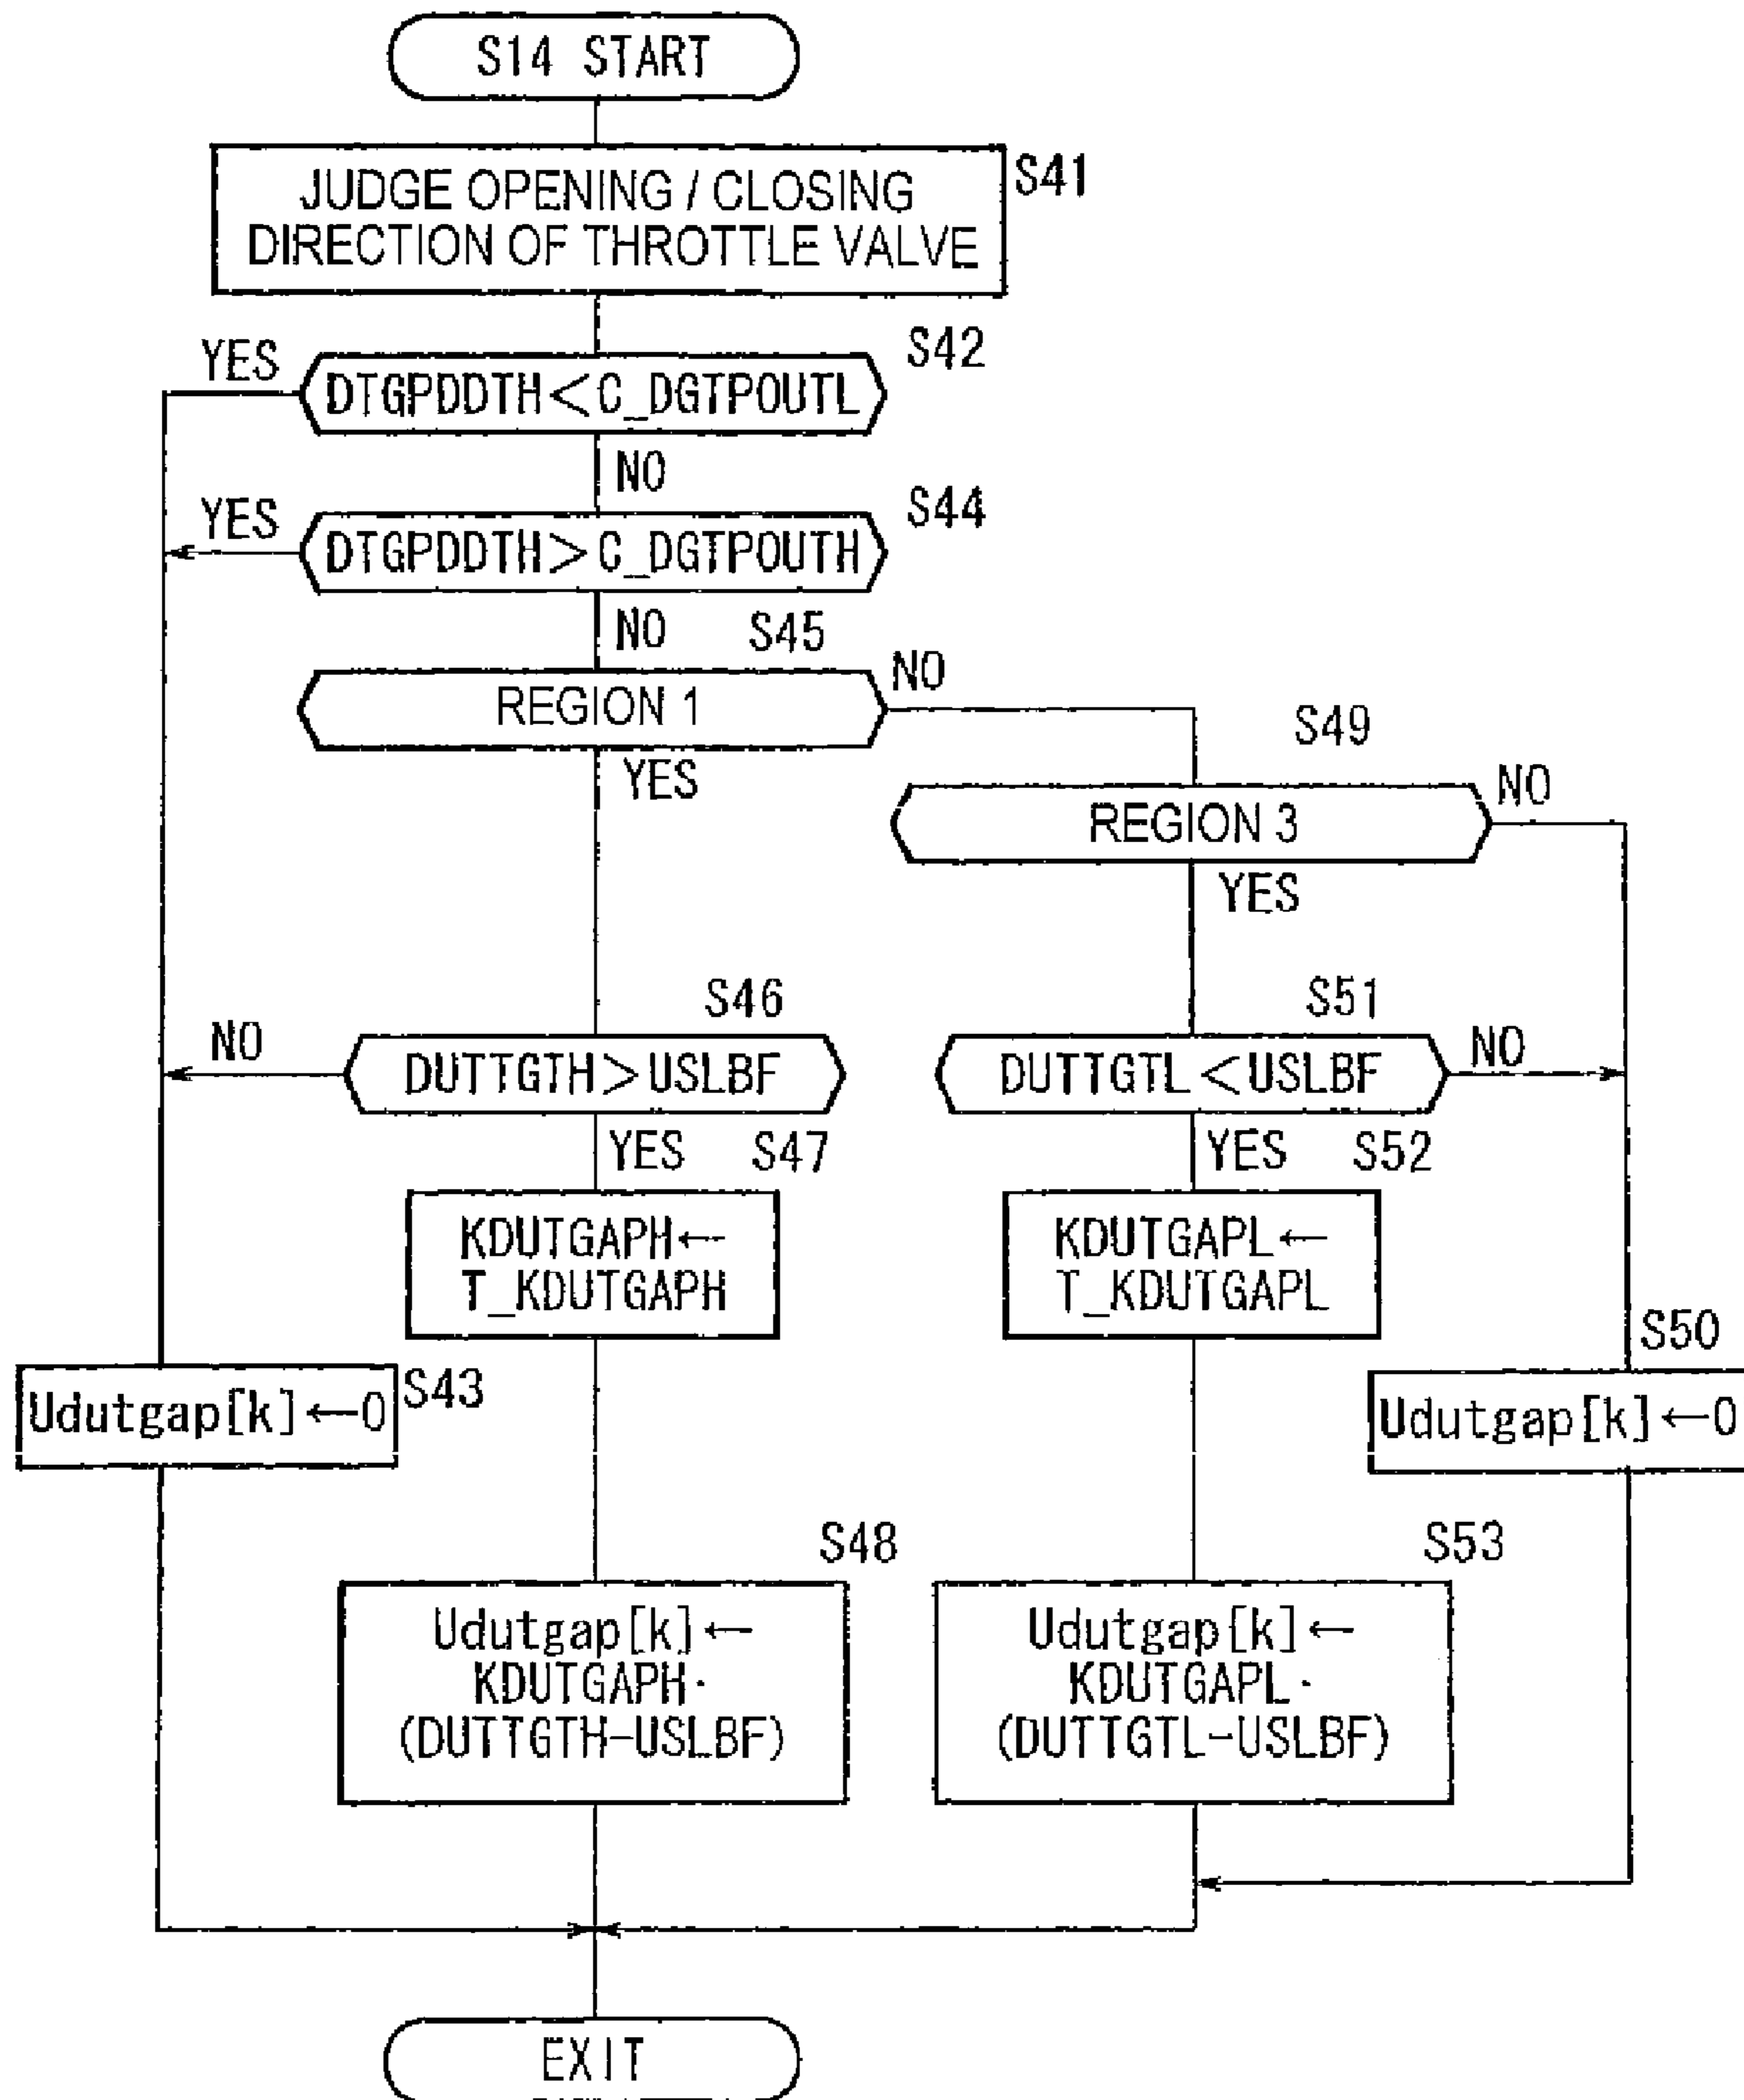 S14 START
JUDGE OPENING / CLOSING
DIRECTION OF THROTTLE VALVE
S41
YES
DTGPDDTH<C_DGTPOUTL
S42
NO
YES
DTGPDDTH>C_DGTPOUTH
S44
NO
S45
REGION 1
NO
YES
S49
REGION 3
NO
YES
S46
NO
DUTTGTH>USLBF
S51
DUTTGTL<USLBF
NO
YES
S47
YES
S52
KDUTGAPH←
T_KDUTGAPH
KDUTGAPL←
T_KDUTGAPL
Udutgap[k]←0
S43
S50
Udutgap[k]←0
S48
Udutgap[k]←
KDUTGAPH·
(DUTTGTH-USLBF)
S53
Udutgap[k]←
KDUTGAPL·
(DUTTGTL-USLBF)
EXIT